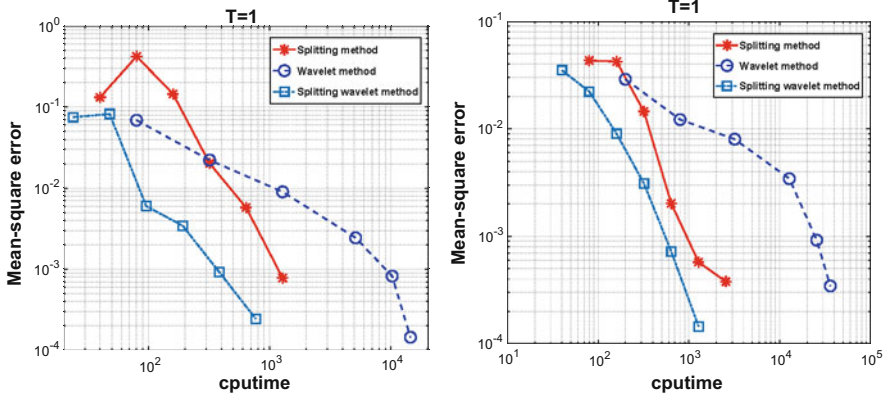 T=1
Mean-square error
10^0
10^-1
10^-2
10^-3
10^-4
Splitting method
Wavelet method
Splitting wavelet method
10^2
10^3
10^4
cputime
T=1
Mean-square error
10^-1
10^-2
10^-3
10^-4
Splitting method
Wavelet method
Splitting wavelet method
10^1
10^2
10^3
10^4
10^5
cputime